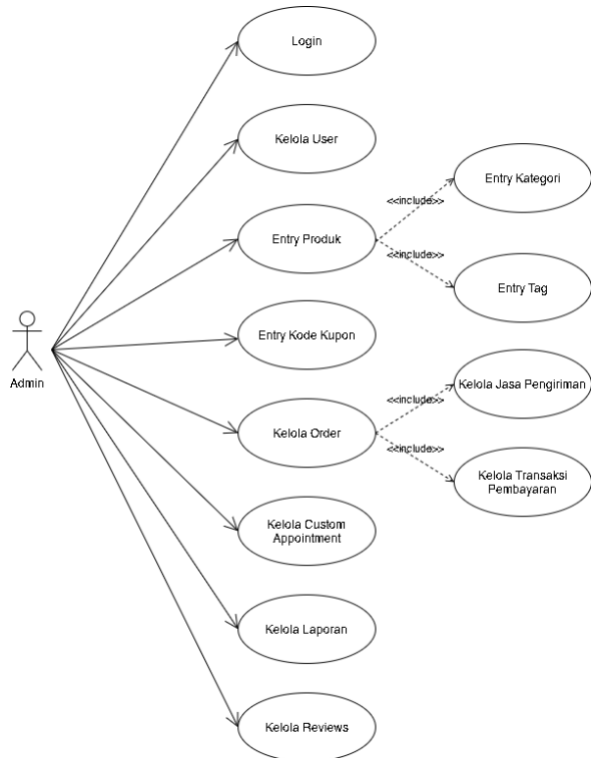 Login
Kelola User
Entry Kategori
<<include>>
Entry Produk
<<include>>
Entry Tag
Entry Kode Kupon
Admin
Kelola Jasa Pengiriman
<<include>>
Kelola Order
<<include>>
Kelola Transaksi
Pembayaran
Kelola Custom
Appointment
Kelola Laporan
Kelola Reviews